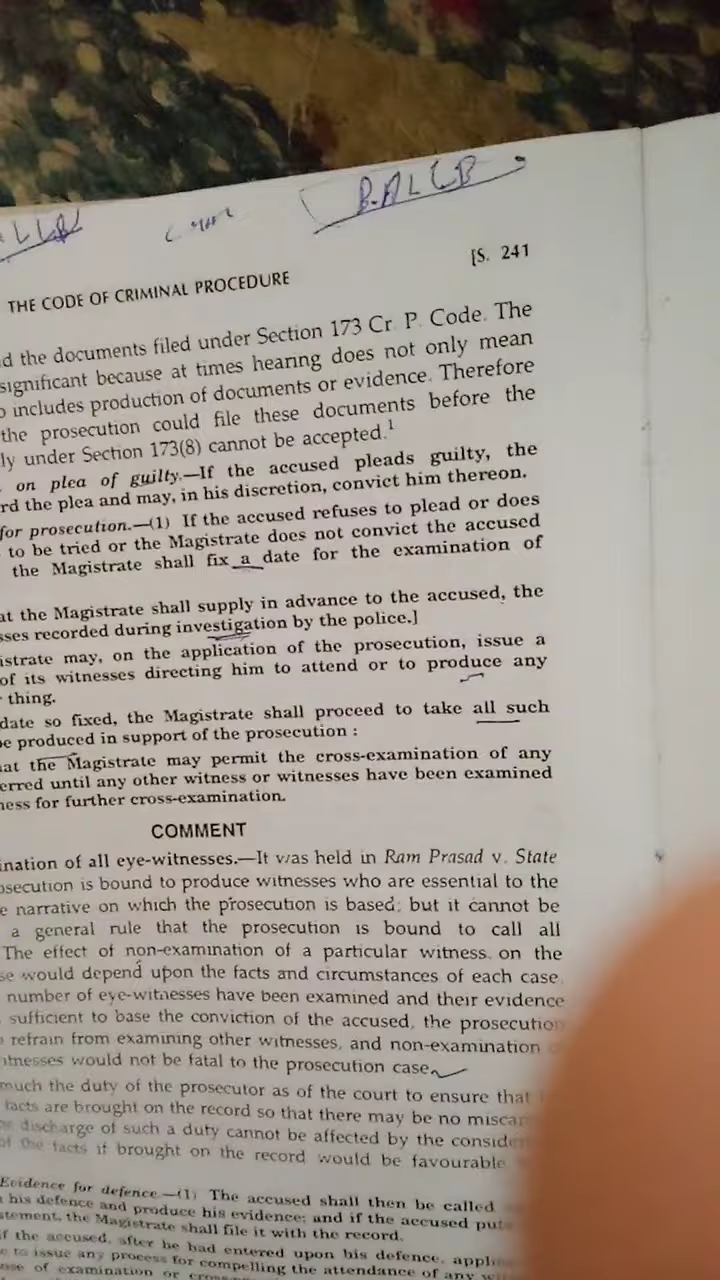 B.A L L B
[S. 241
THE CODE OF CRIMINAL PROCEDURE
d the documents filed under Section 173 Cr. P. Code. The
significant because at times hearing does not only mean
o includes production of documents or evidence. Therefore
the prosecution could file these documents before the
ly under Section 173(8) cannot be accepted.1
on plea of guilty.—If the accused pleads guilty, the
rd the plea and may, in his discretion, convict him thereon.
for prosecution.—(1) If the accused refuses to plead or does
to be tried or the Magistrate does not convict the accused
the Magistrate shall fix a date for the examination of
at the Magistrate shall supply in advance to the accused, the
sses recorded during investigation by the police.]
istrate may, on the application of the prosecution, issue a
of its witnesses directing him to attend or to produce any
thing.
date so fixed, the Magistrate shall proceed to take all such
be produced in support of the prosecution :
at the Magistrate may permit the cross-examination of any
erred until any other witness or witnesses have been examined
ness for further cross-examination.
COMMENT
ination of all eye-witnesses.—It was held in Ram Prasad v. State
osecution is bound to produce witnesses who are essential to the
e narrative on which the prosecution is based; but it cannot be
a general rule that the prosecution is bound to call all
The effect of non-examination of a particular witness on the
se would depend upon the facts and circumstances of each case.
number of eye-witnesses have been examined and their evidence
sufficient to base the conviction of the accused, the prosecution
refrain from examining other witnesses, and non-examination
itnesses would not be fatal to the prosecution case.
much the duty of the prosecutor as of the court to ensure that
facts are brought on the record so that there may be no miscar
discharge of such a duty cannot be affected by the conside
of the facts if brought on the record would be favourable
Evidence for defence.—(1) The accused shall then be called
his defence and produce his evidence; and if the accused put
tement, the Magistrate shall file it with the record.
f the accused, after he had entered upon his defence, appli
e to issue any process for compelling the attendance of any
ose of examination or cross